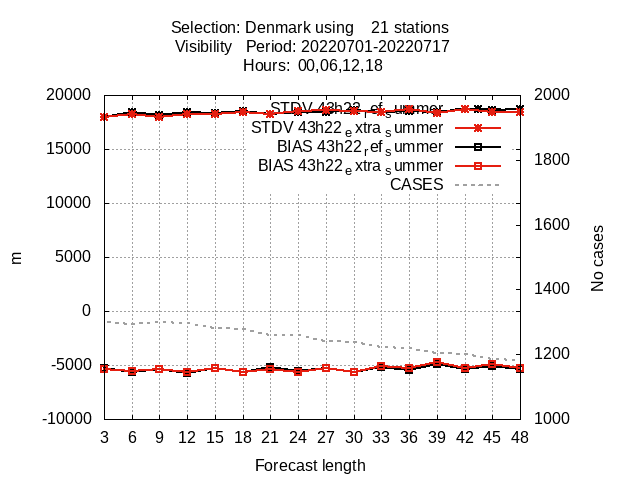 Selection: Denmark using 21 stations
Visibility Period: 20220701-20220717
Hours: 00,06,12,18
20000
15000
10000
5000
0
-5000
-10000
m
2000
1800
1600
1400
1200
1000
No cases
STDV 43h22_ref_summer
STDV 43h22_extra_summer
BIAS 43h22_ref_summer
BIAS 43h22_extra_summer
CASES
3 6 9 12 15 18 21 24 27 30 33 36 39 42 45 48
Forecast length